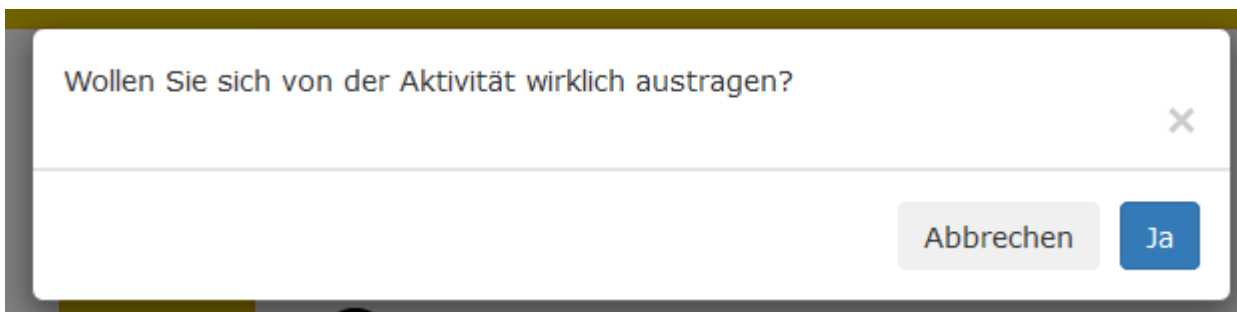 Wollen Sie sich von der Aktivität wirklich austragen?
×
Abbrechen Ja